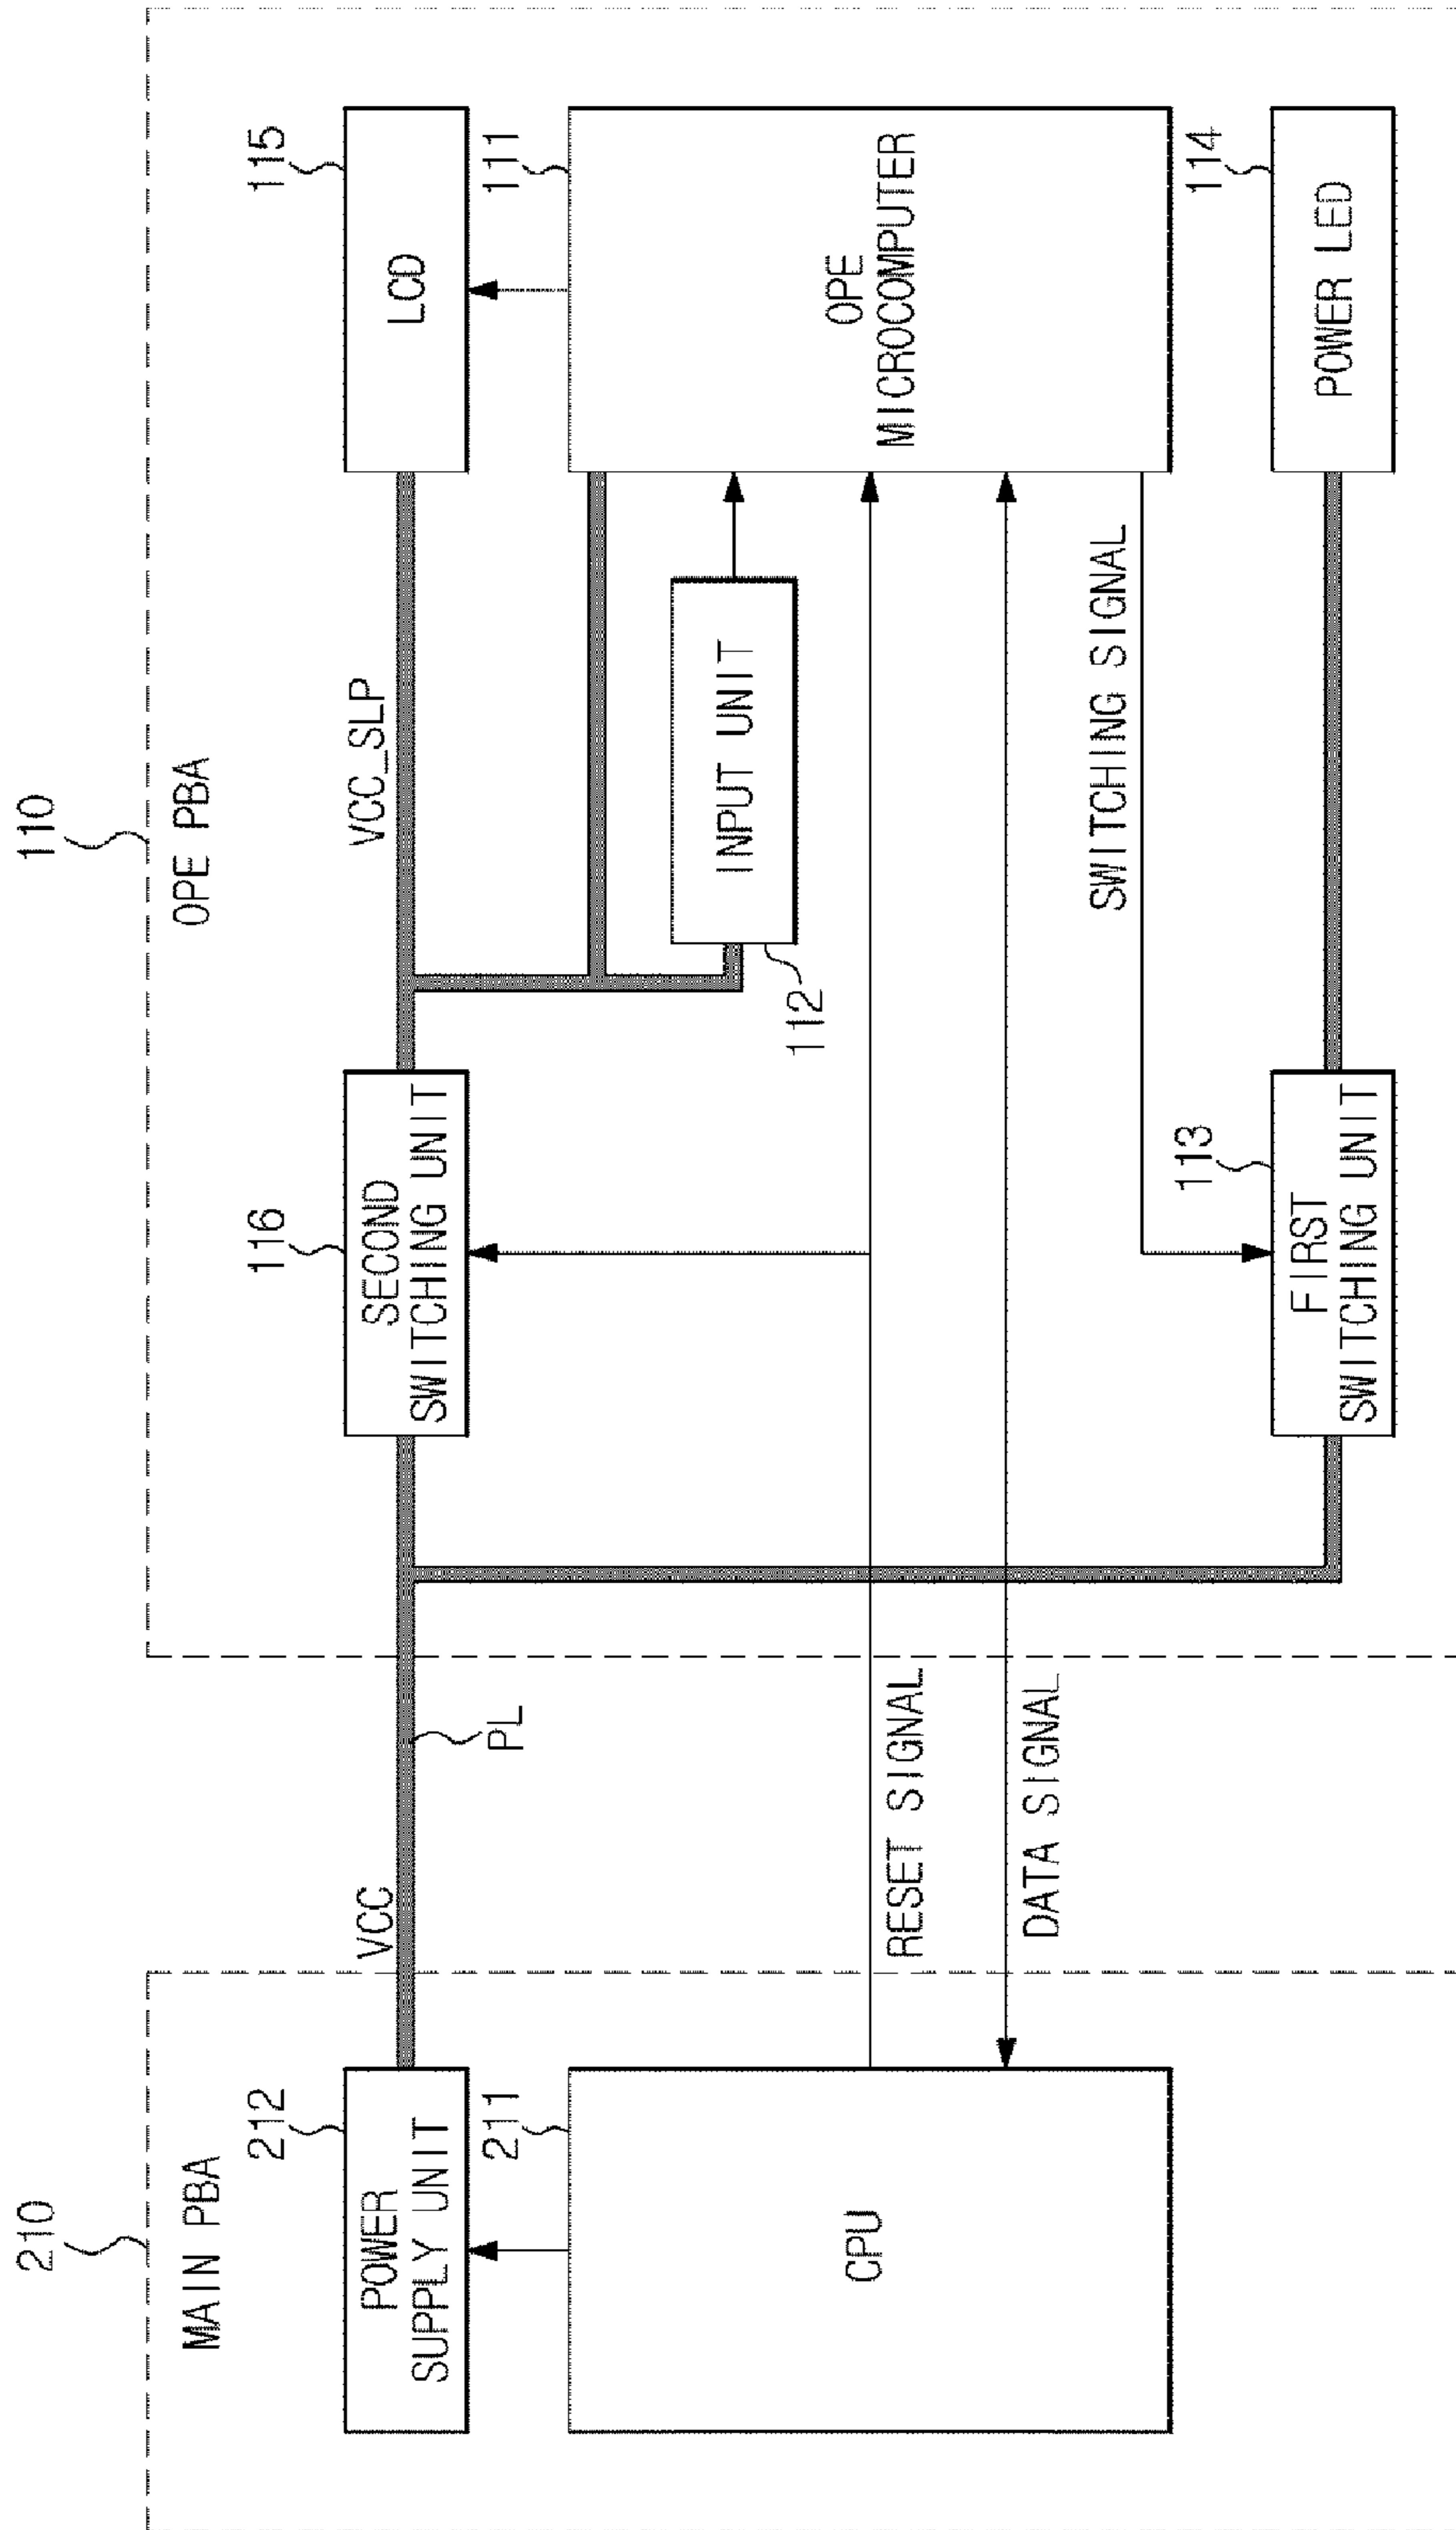 210
110
MAIN PBA
OPE PBA
212
116
115
POWER
SUPPLY UNIT
VCC
PL
SECOND
SWITCHING UNIT
VCC_SLP
LCD
211
111
CPU
OPE
MICROCOMPUTER
INPUT UNIT
112
RESET SIGNAL
DATA SIGNAL
SWITCHING SIGNAL
113
114
FIRST
SWITCHING UNIT
POWER LED